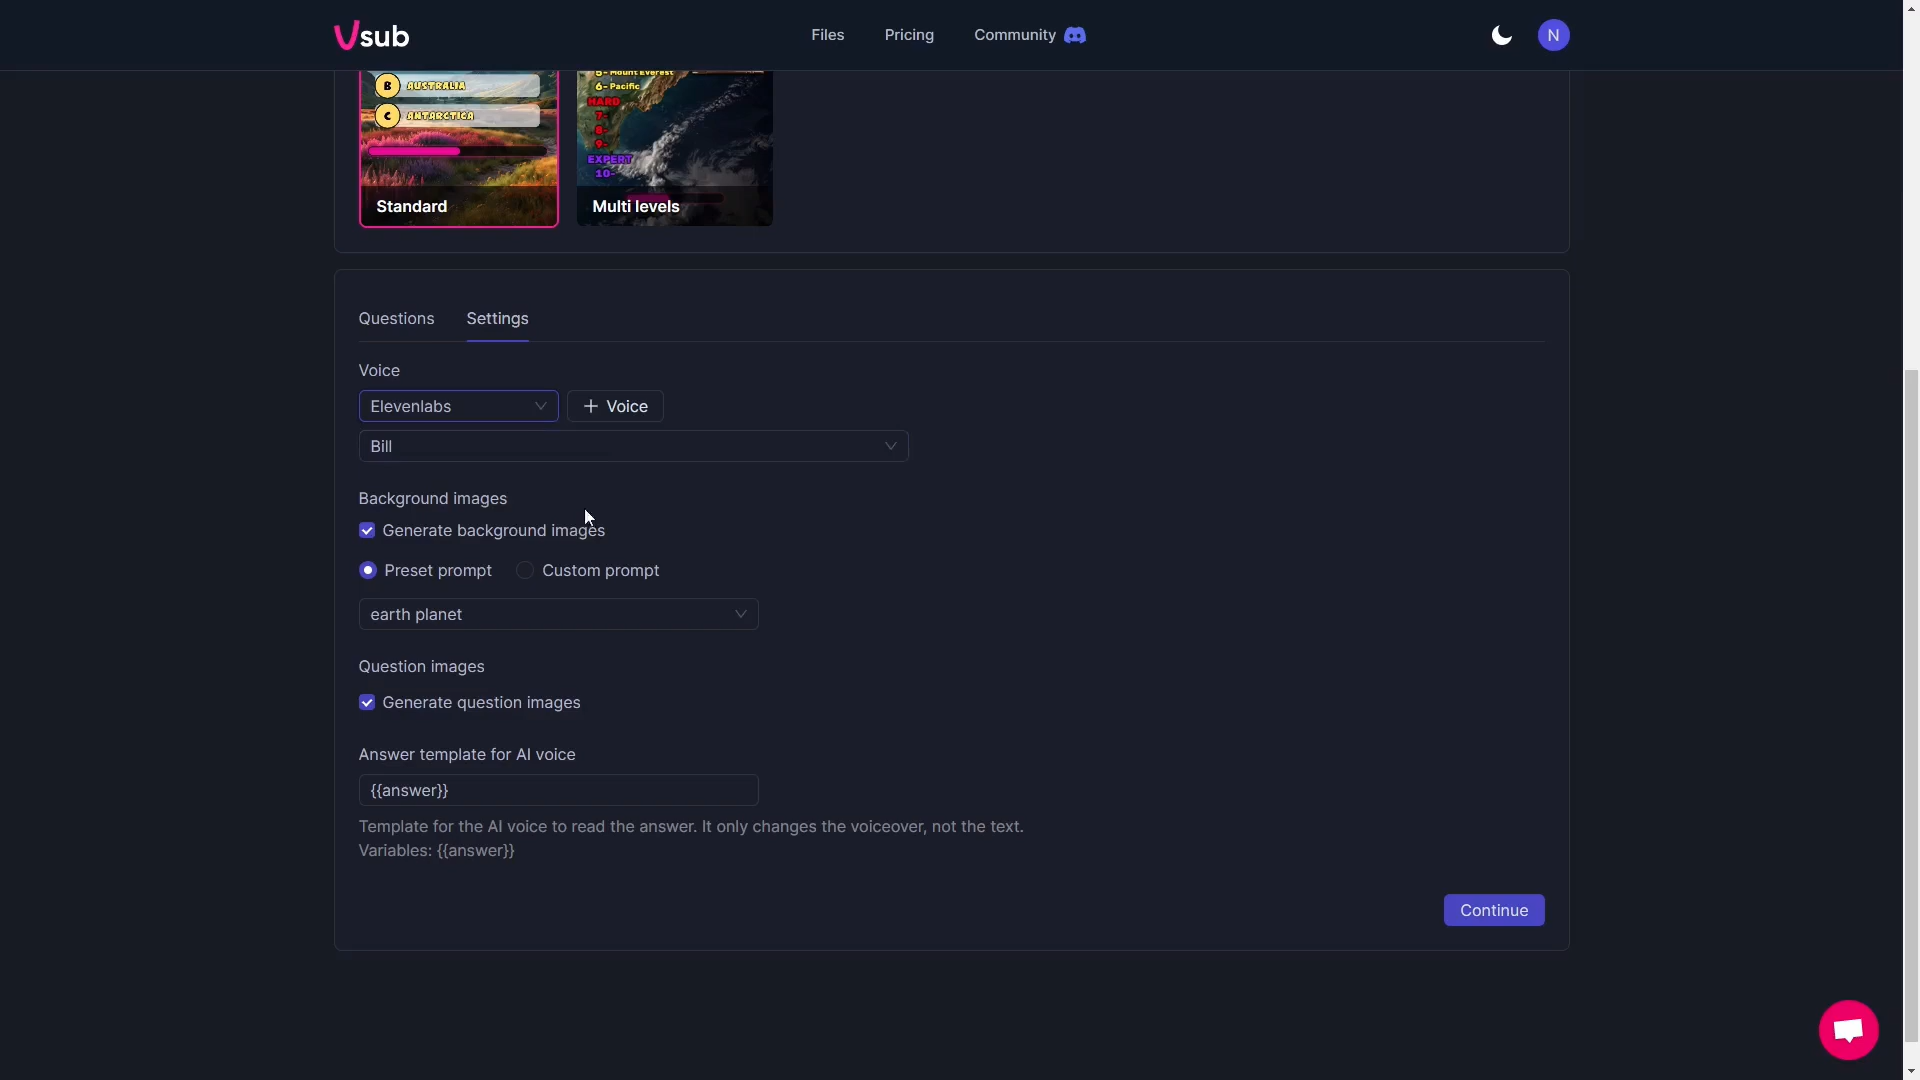 Vsub
Files
Pricing
Community
N
B AUSTRALIA
C ANTARCTICA
Standard
5- Mount Everest
6- Pacific
HARD
7-
8-
9-
EXPERT
10-
Multi levels
Questions
Settings
Voice
Elevenlabs
+ Voice
Bill
Background images
Generate background images
Preset prompt
Custom prompt
earth planet
Question images
Generate question images
Answer template for AI voice
{{answer}}
Template for the AI voice to read the answer. It only changes the voiceover, not the text.
Variables: {{answer}}
Continue